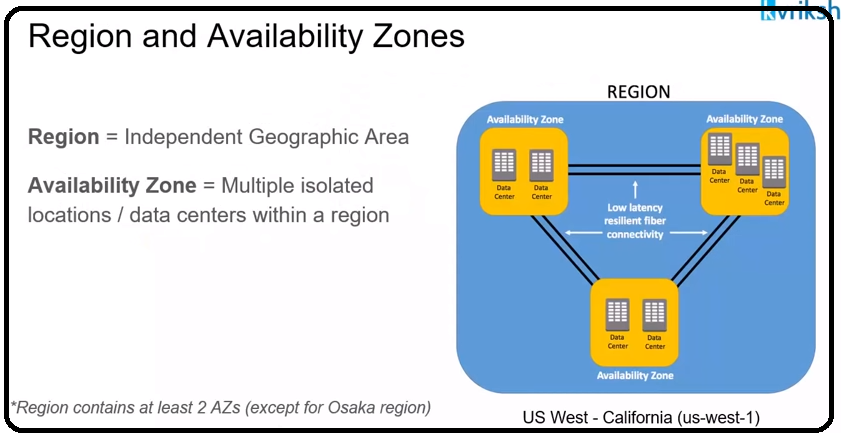 Kvriksh
Region and Availability Zones
Region = Independent Geographic Area
Availability Zone = Multiple isolated
locations / data centers within a region
*Region contains at least 2 AZs (except for Osaka region)
REGION
Availability Zone
Data
Center
Data
Center
Availability Zone
Data
Center
Data
Center
Data
Center
Low latency
resilient fiber
connectivity
Data
Center
Data
Center
Availability Zone
US West - California (us-west-1)